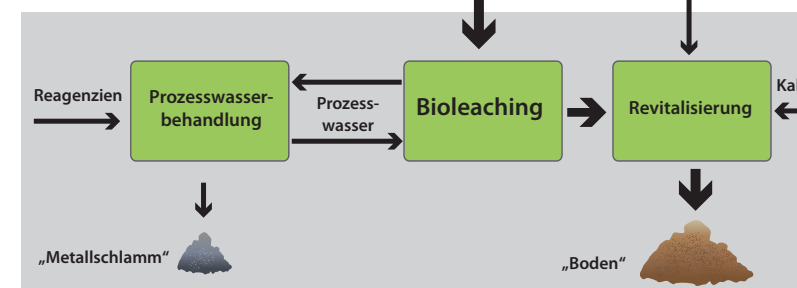 Reagenzien
Prozesswasser-
behandlung
Prozess-
wasser
Bioleaching
Revitalisierung
„Metallschlamm“
„Boden“